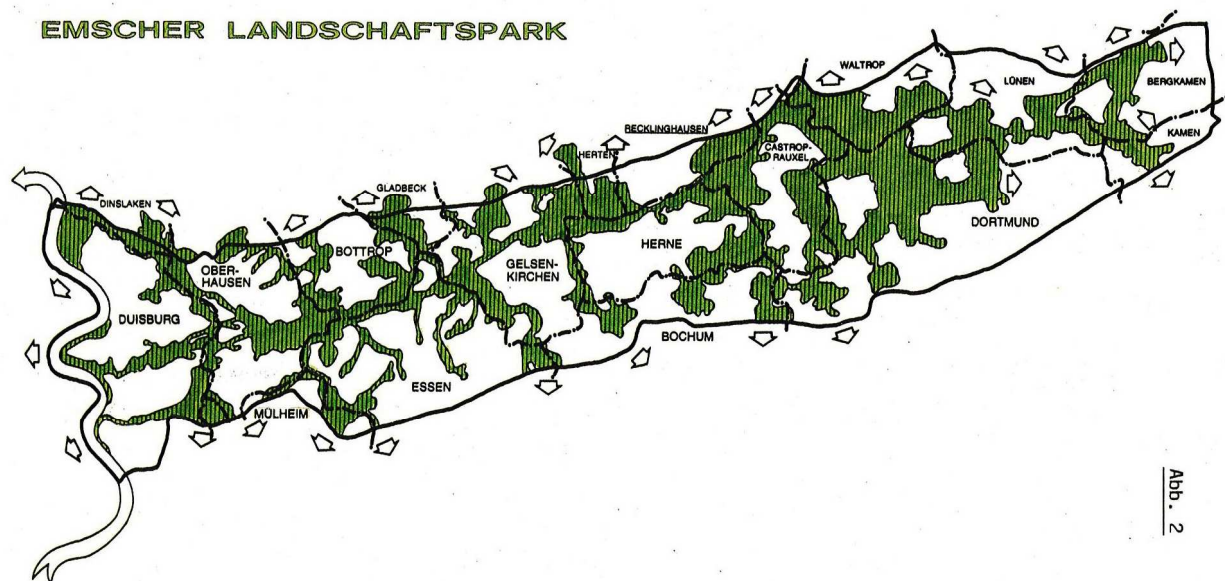 EMSCHER LANDSCHAFTSPARK
WALTROP
LÜNEN
BERGKAMEN
KAMEN
RECKLINGHAUSEN
CASTROP-
RAUXEL
HERTEN
GLADBECK
DINSLAKEN
OBER-
HAUSEN
BOTTROP
GELSEN-
KIRCHEN
HERNE
DORTMUND
DUISBURG
BOCHUM
ESSEN
MÜLHEIM
Abb. 2